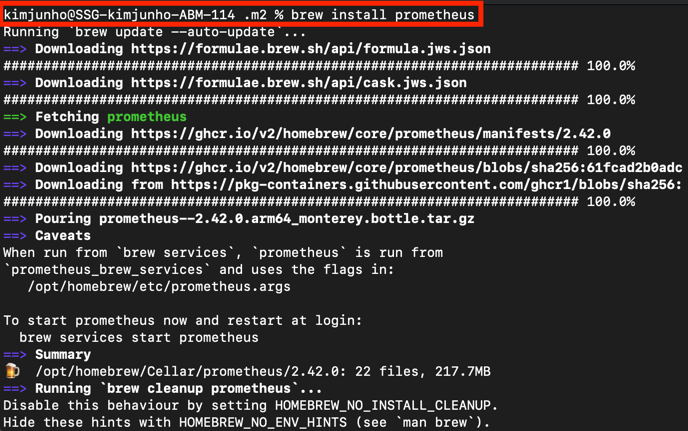 kimjunho@SSG-kimjunho-ABM-114 .m2 % brew install prometheus
Running `brew update --auto-update`...
==> Downloading https://formulae.brew.sh/api/formula.jws.json
######################################################################## 100.0%
==> Downloading https://formulae.brew.sh/api/cask.jws.json
######################################################################## 100.0%
==> Fetching prometheus
==> Downloading https://ghcr.io/v2/homebrew/core/prometheus/manifests/2.42.0
######################################################################## 100.0%
==> Downloading https://ghcr.io/v2/homebrew/core/prometheus/blobs/sha256:61fcad2b0adc
==> Downloading from https://pkg-containers.githubusercontent.com/ghcr1/blobs/sha256:
######################################################################## 100.0%
==> Pouring prometheus--2.42.0.arm64_monterey.bottle.tar.gz
==> Caveats
When run from `brew services`, `prometheus` is run from
`prometheus_brew_services` and uses the flags in:
   /opt/homebrew/etc/prometheus.args

To start prometheus now and restart at login:
  brew services start prometheus
==> Summary
🍺  /opt/homebrew/Cellar/prometheus/2.42.0: 22 files, 217.7MB
==> Running `brew cleanup prometheus`...
Disable this behaviour by setting HOMEBREW_NO_INSTALL_CLEANUP.
Hide these hints with HOMEBREW_NO_ENV_HINTS (see `man brew`).